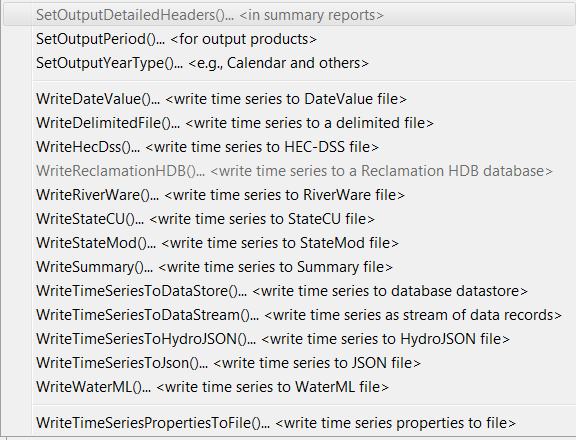 SetOutputDetailedHeaders()... <in summary reports>
SetOutputPeriod()... <for output products>
SetOutputYearType()... <e.g., Calendar and others>
WriteDateValue()... <write time series to DateValue file>
WriteDelimitedFile()... <write time series to a delimited file>
WriteHecDss()... <write time series to HEC-DSS file>
WriteReclamationHDB()... <write time series to a Reclamation HDB database>
WriteRiverWare()... <write time series to RiverWare file>
WriteStateCU()... <write time series to StateCU file>
WriteStateMod()... <write time series to StateMod file>
WriteSummary()... <write time series to Summary file>
WriteTimeSeriesToDataStore()... <write time series to database datastore>
WriteTimeSeriesToDataStream()... <write time series as stream of data records>
WriteTimeSeriesToHydroJSON()... <write time series to HydroJSON file>
WriteTimeSeriesToJson()... <write time series to JSON file>
WriteWaterML()... <write time series to WaterML file>
WriteTimeSeriesPropertiesToFile()... <write time series properties to file>